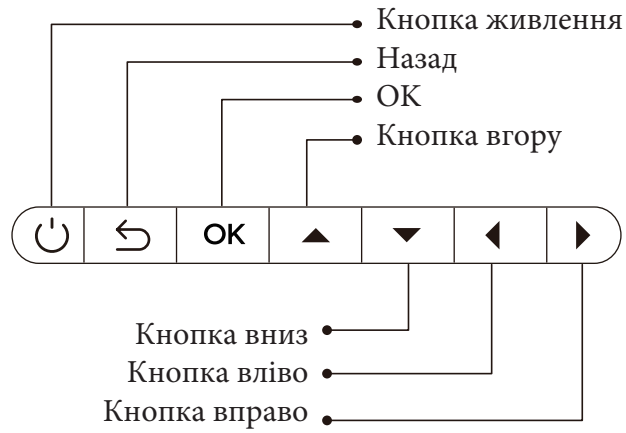 Кнопка живлення
Назад
OK
Кнопка вгору
OK
Кнопка вниз
Кнопка вліво
Кнопка вправо